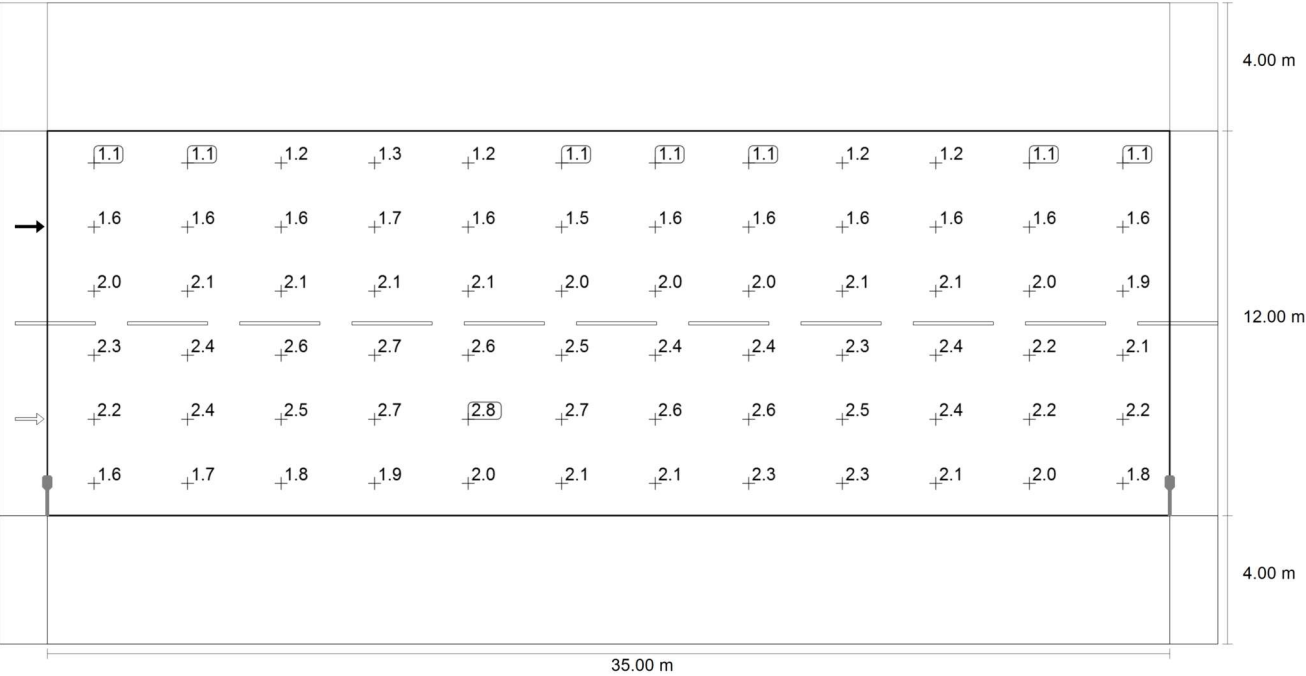 4.00 m
1.1 1.1 1.2 1.3 1.2 1.1 1.1 1.1 1.2 1.2 1.1 1.1
1.6 1.6 1.6 1.7 1.6 1.5 1.6 1.6 1.6 1.6 1.6 1.6
2.0 2.1 2.1 2.1 2.1 2.0 2.0 2.0 2.1 2.1 2.0 1.9
12.00 m
2.3 2.4 2.6 2.7 2.6 2.5 2.4 2.4 2.3 2.4 2.2 2.1
2.2 2.4 2.5 2.7 2.8 2.7 2.6 2.6 2.5 2.4 2.2 2.2
1.6 1.7 1.8 1.9 2.0 2.1 2.1 2.3 2.3 2.1 2.0 1.8
4.00 m
35.00 m